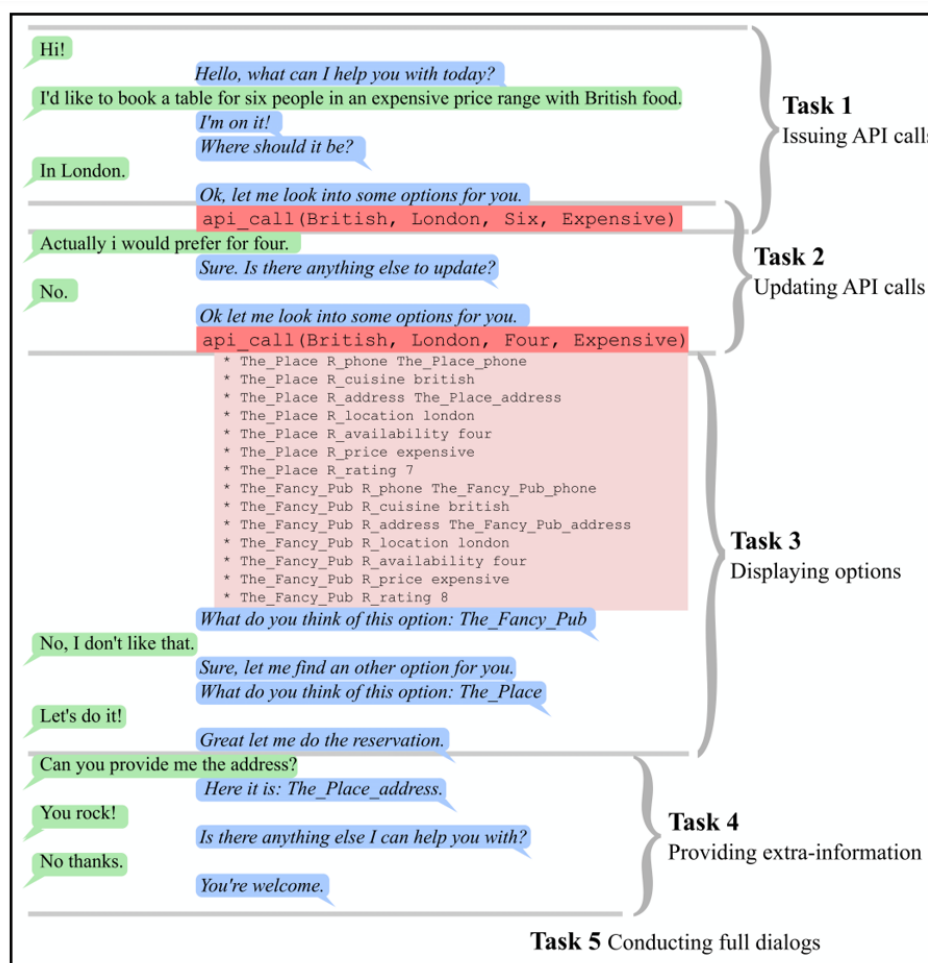 Hi!
Hello, what can I help you with today?
I'd like to book a table for six people in an expensive price range with British food.
I'm on it!
Where should it be?
In London.
Ok, let me look into some options for you.
api_call(British, London, Six, Expensive)
Task 1
Issuing API calls
Actually i would prefer for four.
Sure. Is there anything else to update?
No.
Ok let me look into some options for you.
api_call(British, London, Four, Expensive)
Task 2
Updating API calls
* The_Place R_phone The_Place_phone
* The_Place R_cuisine british
* The_Place R_address The_Place_address
* The_Place R_location london
* The_Place R_availability four
* The_Place R_price expensive
* The_Place R_rating 7
* The_Fancy_Pub R_phone The_Fancy_Pub_phone
* The_Fancy_Pub R_cuisine british
* The_Fancy_Pub R_address The_Fancy_Pub_address
* The_Fancy_Pub R_location london
* The_Fancy_Pub R_availability four
* The_Fancy_Pub R_price expensive
* The_Fancy_Pub R_rating 8
What do you think of this option: The_Fancy_Pub
No, I don't like that.
Sure, let me find an other option for you.
What do you think of this option: The_Place
Let's do it!
Great let me do the reservation.
Task 3
Displaying options
Can you provide me the address?
Here it is: The_Place_address.
You rock!
Is there anything else I can help you with?
No thanks.
You're welcome.
Task 4
Providing extra-information
Task 5 Conducting full dialogs